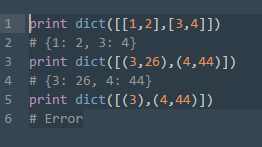 1 print dict([[1,2],[3,4]])
2 # {1: 2, 3: 4}
3 print dict([(3,26),(4,44)])
4 # {3: 26, 4: 44}
5 print dict([(3),(4,44)])
6 # Error